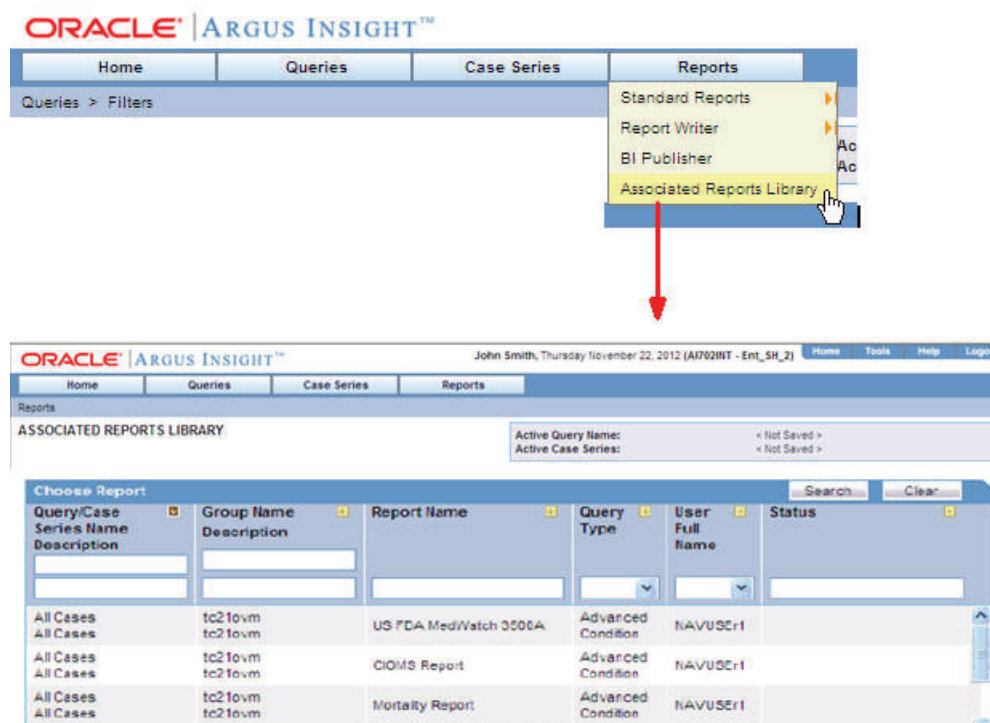 ORACLE® | ARGUS INSIGHT™
Home Queries Case Series Reports
Queries > Filters
Standard Reports
Report Writer
BI Publisher
Associated Reports Library
Ac
Ac
ORACLE® | ARGUS INSIGHT™
John Smith, Thursday November 22, 2012 (AI702INT - Ent_SH_2) Home Tools Help Logo
Home Queries Case Series Reports
Reports
ASSOCIATED REPORTS LIBRARY
Active Query Name: < Not Saved >
Active Case Series: < Not Saved >
Choose Report Search Clear
Query/Case Series Name Description
Group Name Description
Report Name
Query Type
User Full Name
Status
All Cases tc21ovm US FDA MedWatch 3500A Advanced NAVUSEr1
All Cases tc21ovm Condition
All Cases tc21ovm CIOMS Report Advanced NAVUSEr1
All Cases tc21ovm Condition
All Cases tc21ovm Mortality Report Advanced NAVUSEr1
All Cases tc21ovm Condition